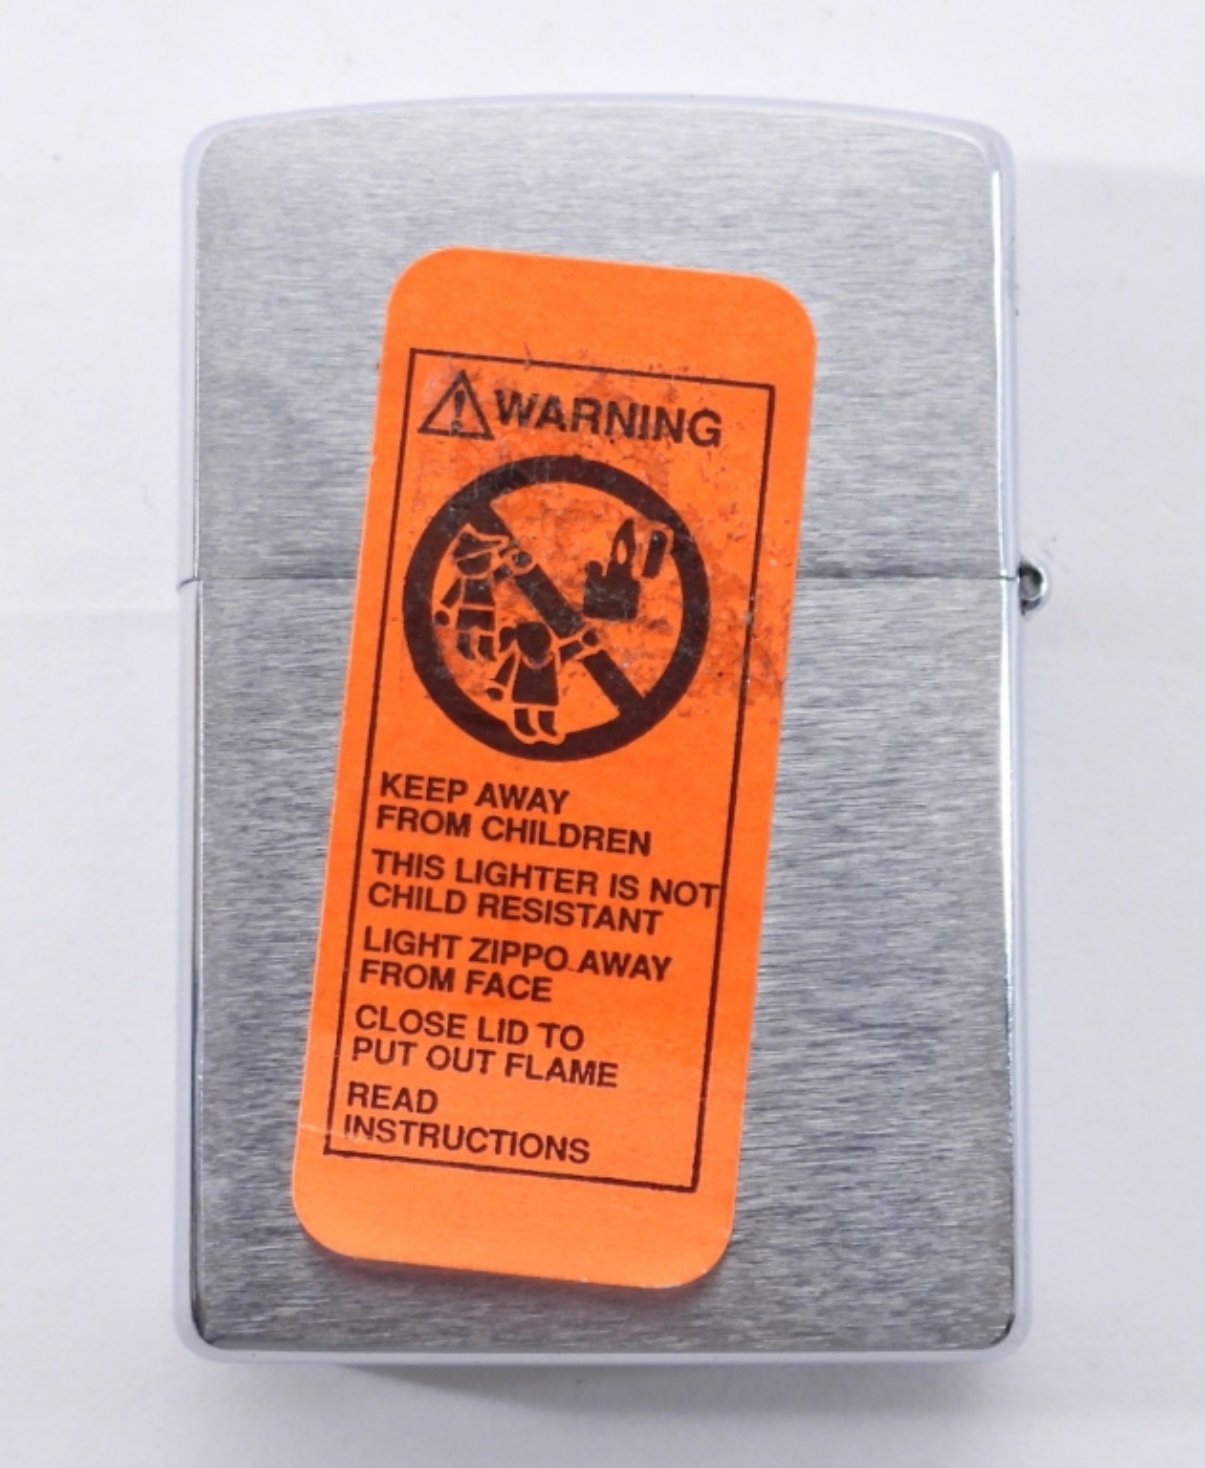 WARNING
KEEP AWAY
FROM CHILDREN
THIS LIGHTER IS NOT
CHILD RESISTANT
LIGHT ZIPPO AWAY
FROM FACE
CLOSE LID TO
PUT OUT FLAME
READ
INSTRUCTIONS